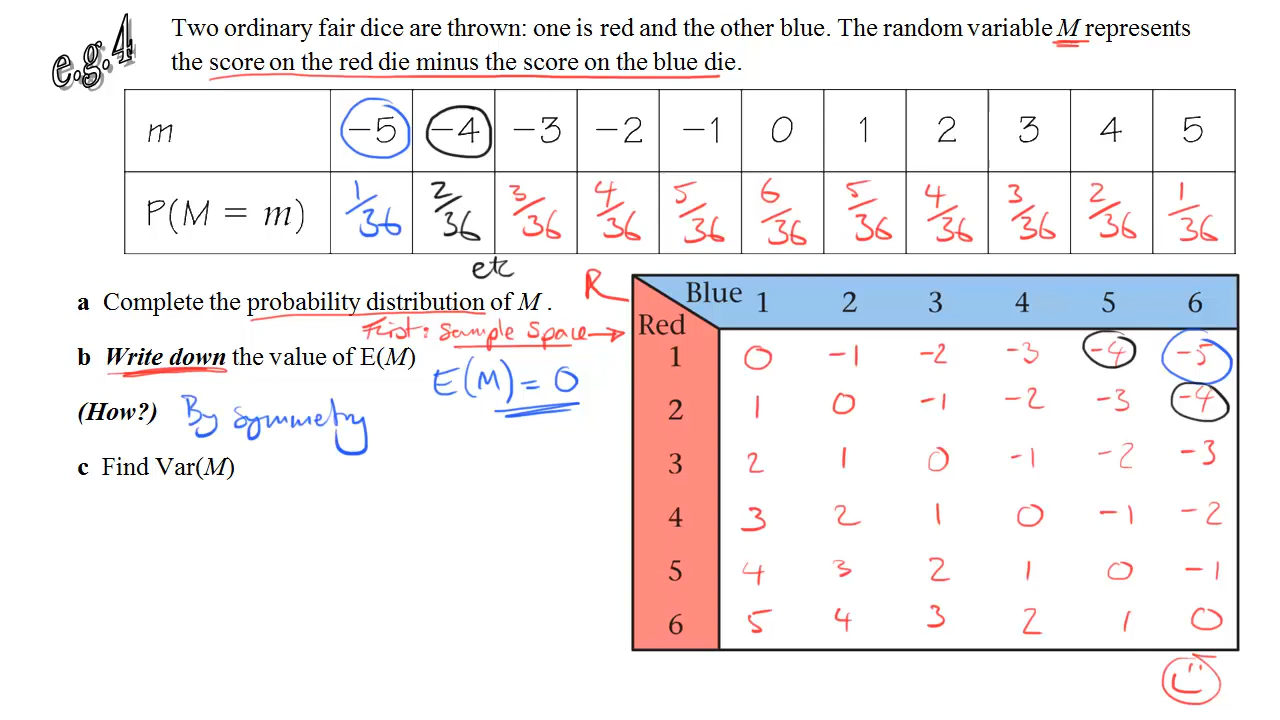 e.g.4
Two ordinary fair dice are thrown: one is red and the other blue. The random variable M represents
the score on the red die minus the score on the blue die.
m −5 −4 −3 −2 −1 0 1 2 3 4 5
P(M = m) 1/36 2/36 3/36 4/36 5/36 6/36 5/36 4/36 3/36 2/36 1/36
etc
a Complete the probability distribution of M .
First: Sample Space
b Write down the value of E(M)
E(M) = 0
(How?) By Symmetry
c Find Var(M)
R
Blue 1 2 3 4 5 6
Red
1 0 -1 -2 -3 -4 -5
2 1 0 -1 -2 -3 -4
3 2 1 0 -1 -2 -3
4 3 2 1 0 -1 -2
5 4 3 2 1 0 -1
6 5 4 3 2 1 0